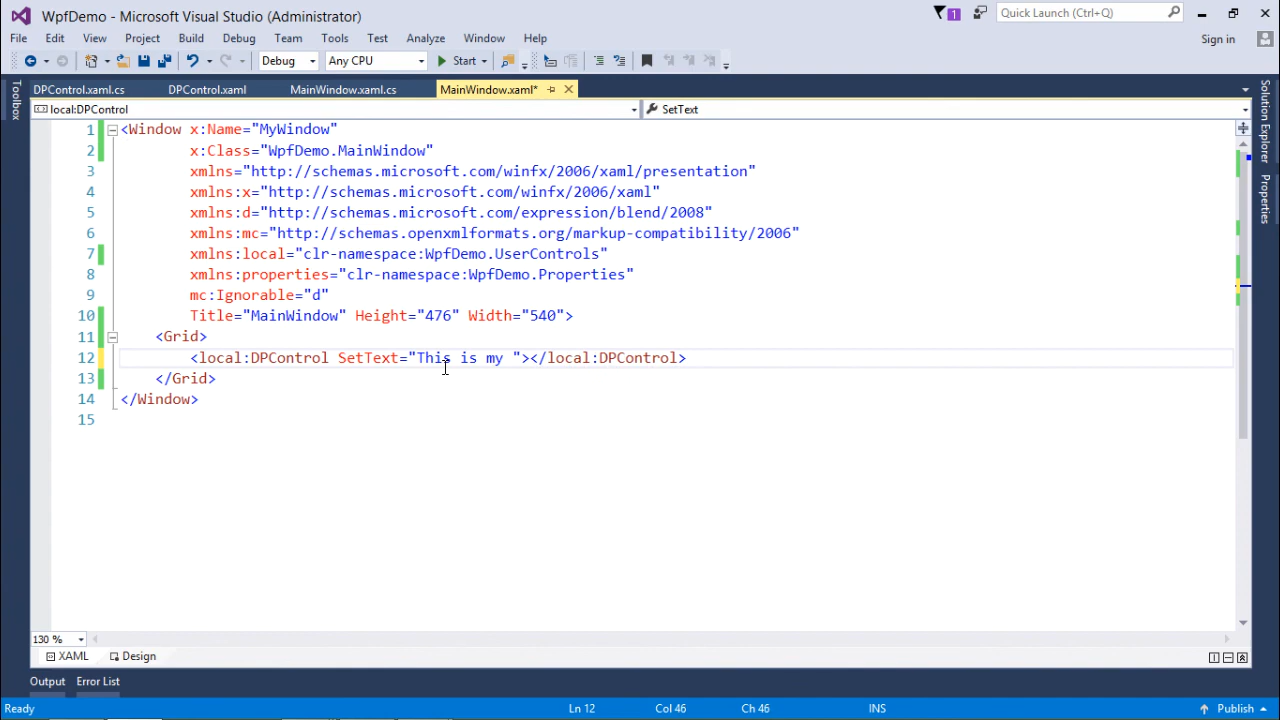 WpfDemo - Microsoft Visual Studio (Administrator)
1
Quick Launch (Ctrl+Q)
File Edit View Project Build Debug Team Tools Test Analyze Window Help
Sign in
Debug Any CPU Start
DPControl.xaml.cs DPControl.xaml MainWindow.xaml.cs MainWindow.xaml*
local:DPControl SetText
Toolbox
Solution Explorer
Properties
1 <Window x:Name="MyWindow"
2 x:Class="WpfDemo.MainWindow"
3 xmlns="http://schemas.microsoft.com/winfx/2006/xaml/presentation"
4 xmlns:x="http://schemas.microsoft.com/winfx/2006/xaml"
5 xmlns:d="http://schemas.microsoft.com/expression/blend/2008"
6 xmlns:mc="http://schemas.openxmlformats.org/markup-compatibility/2006"
7 xmlns:local="clr-namespace:WpfDemo.UserControls"
8 xmlns:properties="clr-namespace:WpfDemo.Properties"
9 mc:Ignorable="d"
10 Title="MainWindow" Height="476" Width="540">
11 <Grid>
12 <local:DPControl SetText="This is my "></local:DPControl>
13 </Grid>
14 </Window>
15
130 %
XAML Design
Output Error List
Ready Ln 12 Col 46 Ch 46 INS Publish